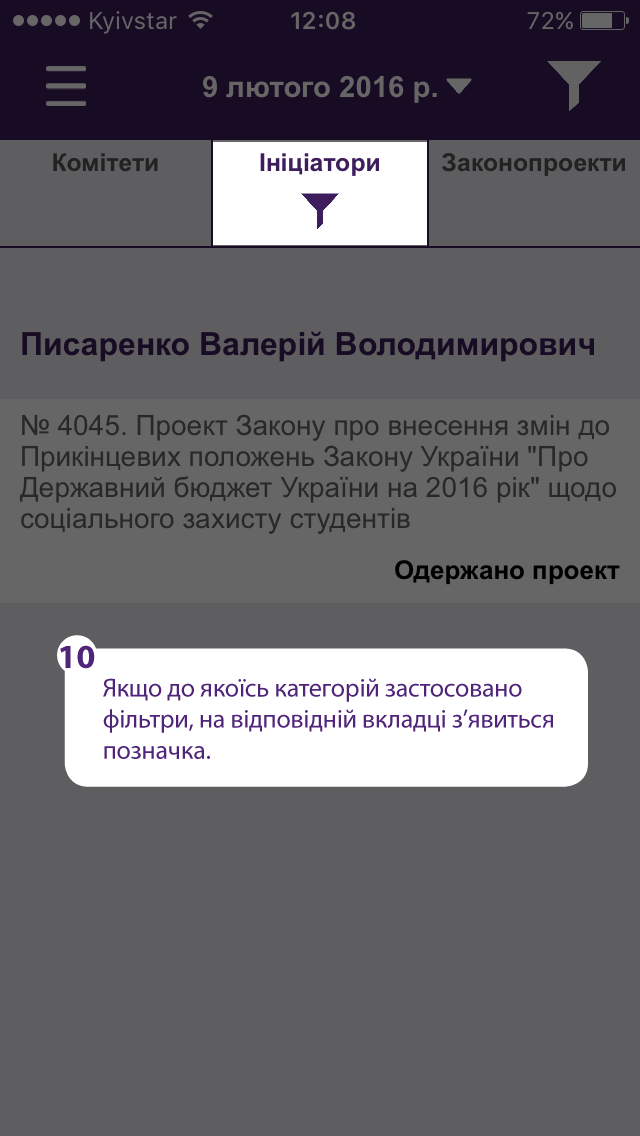 Kyivstar 12:08 72%
9 лютого 2016 р.
Комітети Ініціатори Законопроекти
Писаренко Валерій Володимирович
№ 4045. Проект Закону про внесення змін до
Прикінцевих положень Закону України "Про
Державний бюджет України на 2016 рік" щодо
соціального захисту студентів
Одержано проект
10
Якщо до якоїсь категорій застосовано
фільтри, на відповідній вкладці з’явиться
позначка.